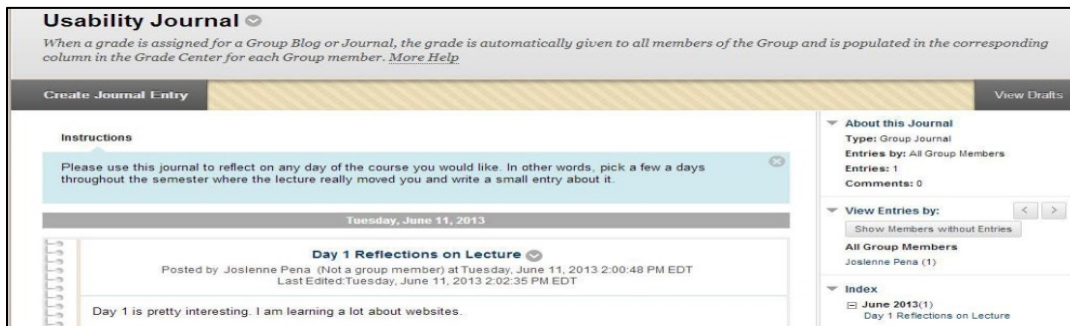 Usability Journal
When a grade is assigned for a Group Blog or Journal, the grade is automatically given to all members of the Group and is populated in the corresponding
column in the Grade Center for each Group member. More Help
Create Journal Entry
View Drafts
Instructions
Please use this journal to reflect on any day of the course you would like. In other words, pick a few a days
throughout the semester where the lecture really moved you and write a small entry about it.
Tuesday, June 11, 2013
Day 1 Reflections on Lecture
Posted by Joslenne Pena (Not a group member) at Tuesday, June 11, 2013 2:00:48 PM EDT
Last Edited:Tuesday, June 11, 2013 2:02:35 PM EDT
Day 1 is pretty interesting. I am learning a lot about websites.
About this Journal
Type: Group Journal
Entries by: All Group Members
Entries: 1
Comments: 0
View Entries by:
Show Members without Entries
All Group Members
Joslenne Pena (1)
Index
June 2013(1)
Day 1 Reflections on Lecture